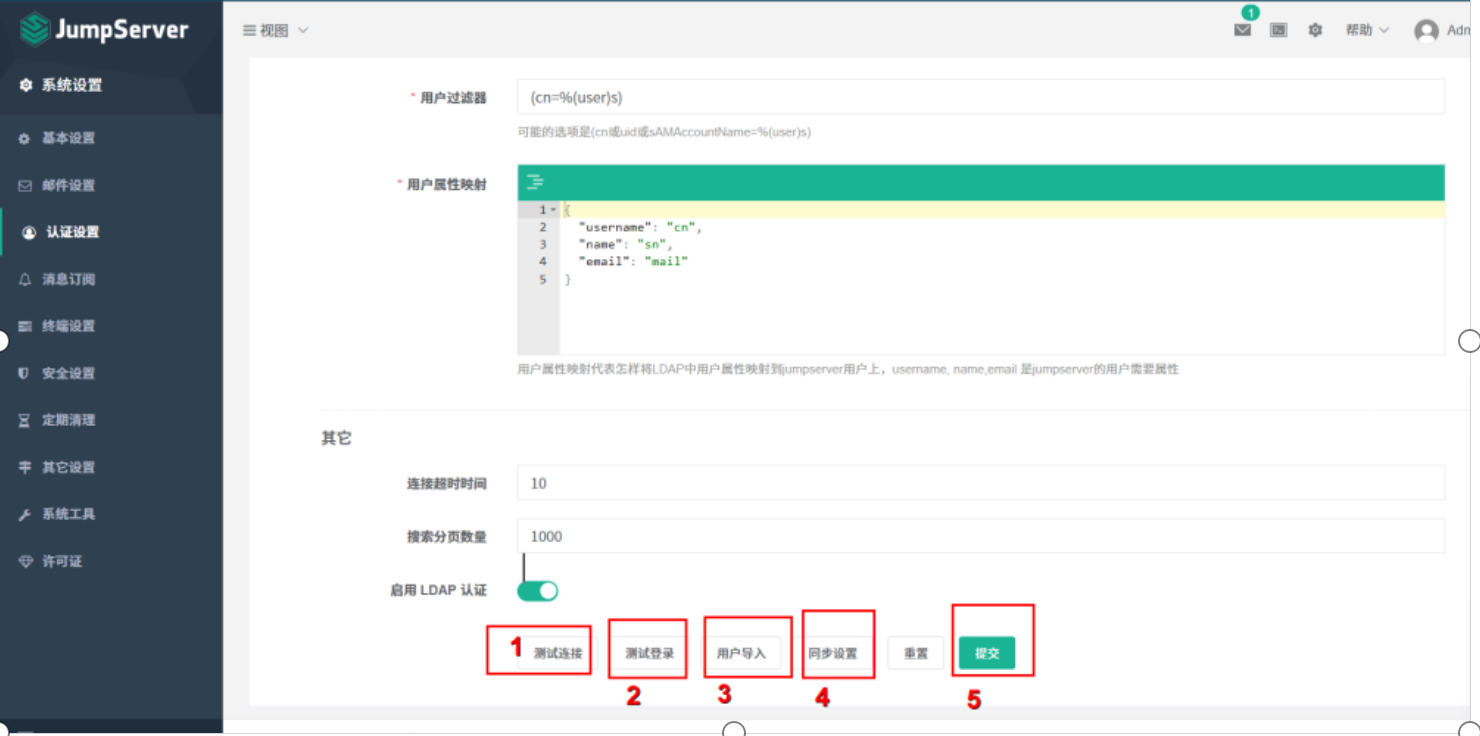 JumpServer
视图
1
帮助
Adm
系统设置
基本设置
邮件设置
认证设置
消息订阅
终端设置
安全设置
定期清理
其它设置
系统工具
许可证
* 用户过滤器
(cn=%(user)s)
可能的选项是(cn或uid或sAMAccountName=%(user)s)
* 用户属性映射
1 {
2 "username": "cn",
3 "name": "sn",
4 "email": "mail"
5 }
用户属性映射代表怎样将LDAP中用户属性映射到jumpserver用户上，username, name,email 是jumpserver的用户需要属性
其它
连接超时时间
10
搜索分页数量
1000
启用 LDAP 认证
1 测试连接
测试登录
用户导入
同步设置
重置
提交
2
3
4
5